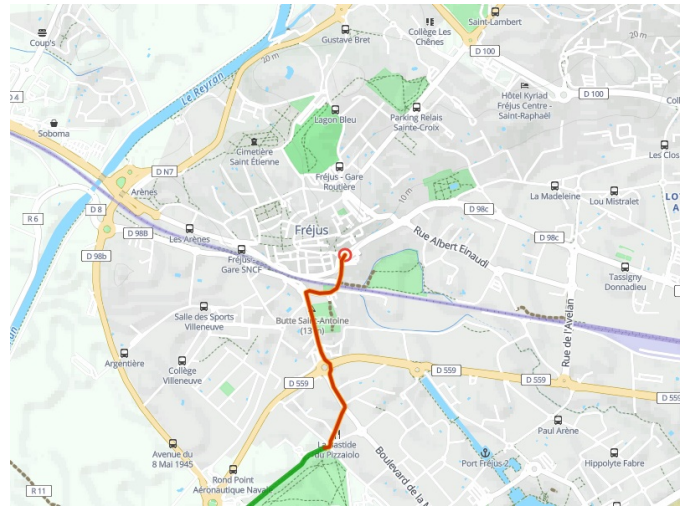 Coup's
Gustave Bret
Collège Les
Chênes
Saint-Lambert
D 100
20 m
20 m
Le Reyran
D 4
Hôtel Kyriad
Fréjus Centre -
Saint-Raphaël
D 100
Soboma
Lagon Bleu
Parking Relais
Sainte-Croix
Cimetière
Saint Étienne
Les Clos
D N7
Fréjus - Gare
Routière
10 m
Arènes
La Madeleine
Lou Mistralet
R 6
D 8
D 98c
D 98B
Les Arènes
Fréjus
Rue Albert Einaudi
D 98c
D 98b
Fréjus-
Gare SNCF
Tassigny
Donnadieu
Salle des Sports
Villeneuve
Butte Saint-Antoine
Rue de l'Avelan
Argentière
Collège
Villeneuve
D 559
D 559
D 559
D 559
Paul Arène
Avenue du
8 Mai 1945
La Bastide
du Pizzaiolo
Boulevard de la
Port Fréjus 2
Hippolyte Fabre
R 11
Rond Point
Aéronautique Navale